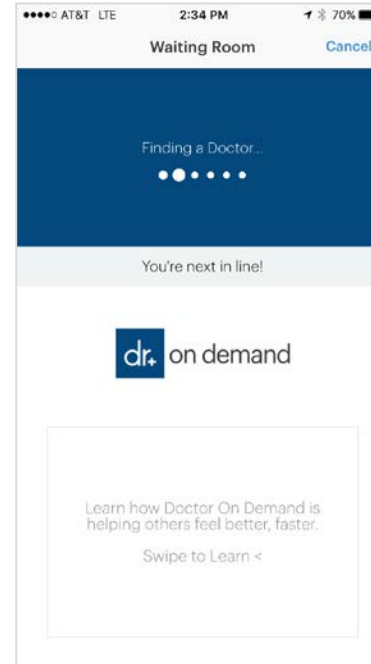 AT&T LTE 2:34 PM 70%
Waiting Room Cancel
Finding a Doctor...
You're next in line!
dr+ on demand
Learn how Doctor On Demand is
helping others feel better, faster.
Swipe to Learn <